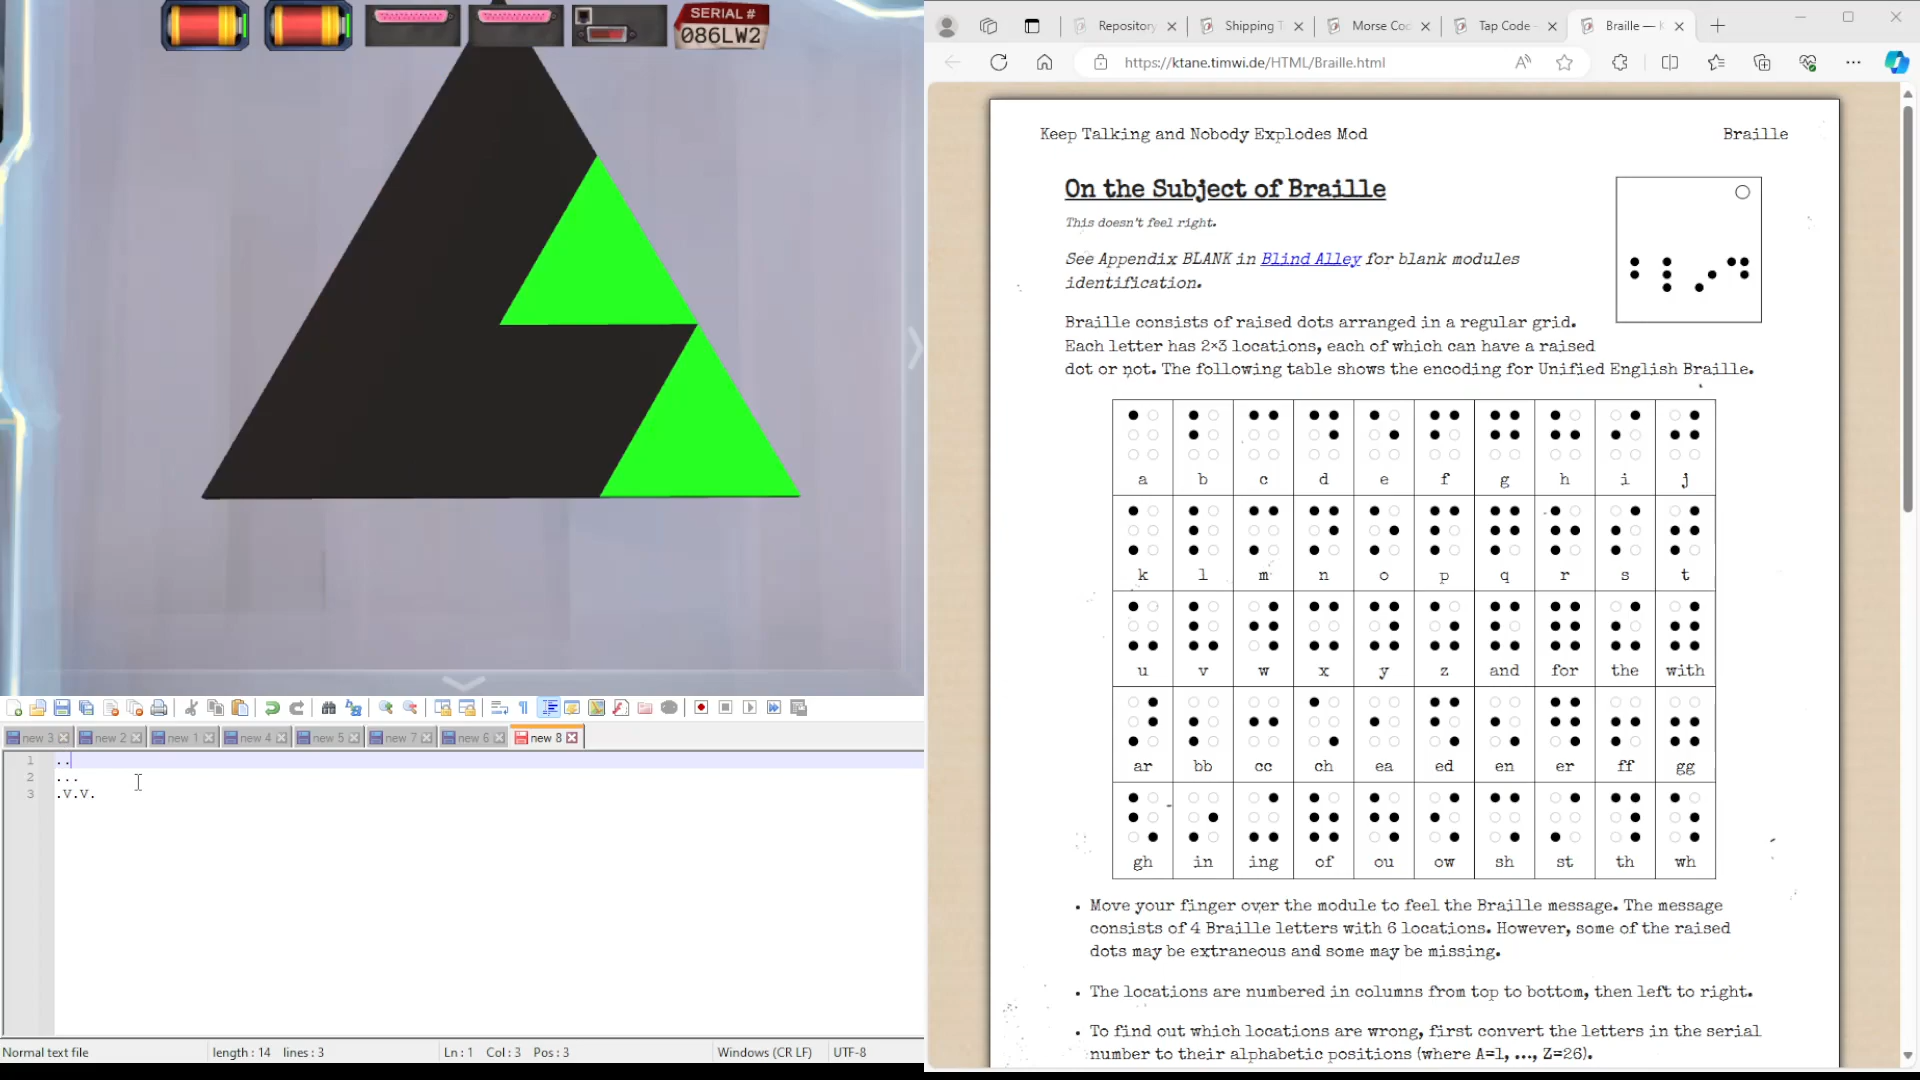 SERIAL #
086LW2
Repository
Shipping T
Morse Co
Tap Code -
Braille — k
https://ktane.timwi.de/HTML/Braille.html
Keep Talking and Nobody Explodes Mod
Braille
On the Subject of Braille
This doesn't feel right.
See Appendix BLANK in Blind Alley for blank modules
identification.
Braille consists of raised dots arranged in a regular grid.
Each letter has 2×3 locations, each of which can have a raised
dot or not. The following table shows the encoding for Unified English Braille.
a b c d e f g h i j
k l m n o p q r s t
u v w x y z and for the with
ar bb cc ch ea ed en er ff gg
gh in ing of ou ow sh st th wh
• Move your finger over the module to feel the Braille message. The message
consists of 4 Braille letters with 6 locations. However, some of the raised
dots may be extraneous and some may be missing.
• The locations are numbered in columns from top to bottom, then left to right.
• To find out which locations are wrong, first convert the letters in the serial
number to their alphabetic positions (where A=1, ..., Z=26).
new 3
new 2
new 1
new 4
new 5
new 7
new 6
new 8
1 ..
2 ...
3 .v.v.
Normal text file
length : 14 lines : 3
Ln : 1 Col : 3 Pos : 3
Windows (CR LF)
UTF-8